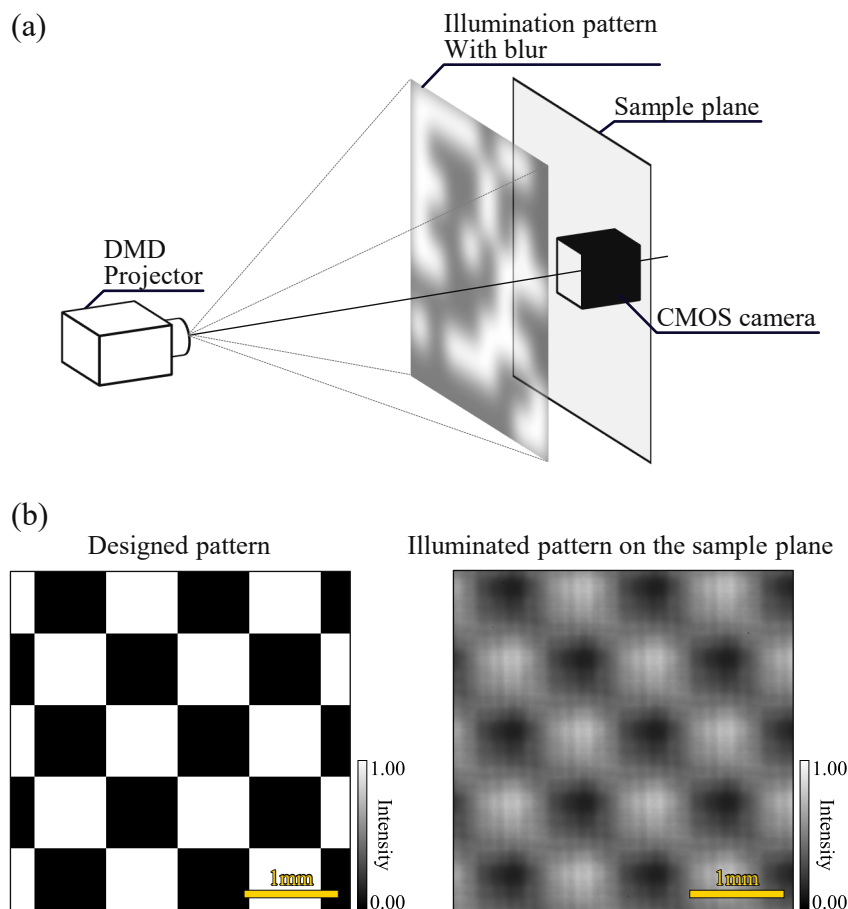 (a)
Illumination pattern
With blur
Sample plane
DMD
Projector
CMOS camera
(b)
Designed pattern
Illuminated pattern on the sample plane
1.00
Intensity
0.00
1mm
1.00
Intensity
0.00
1mm